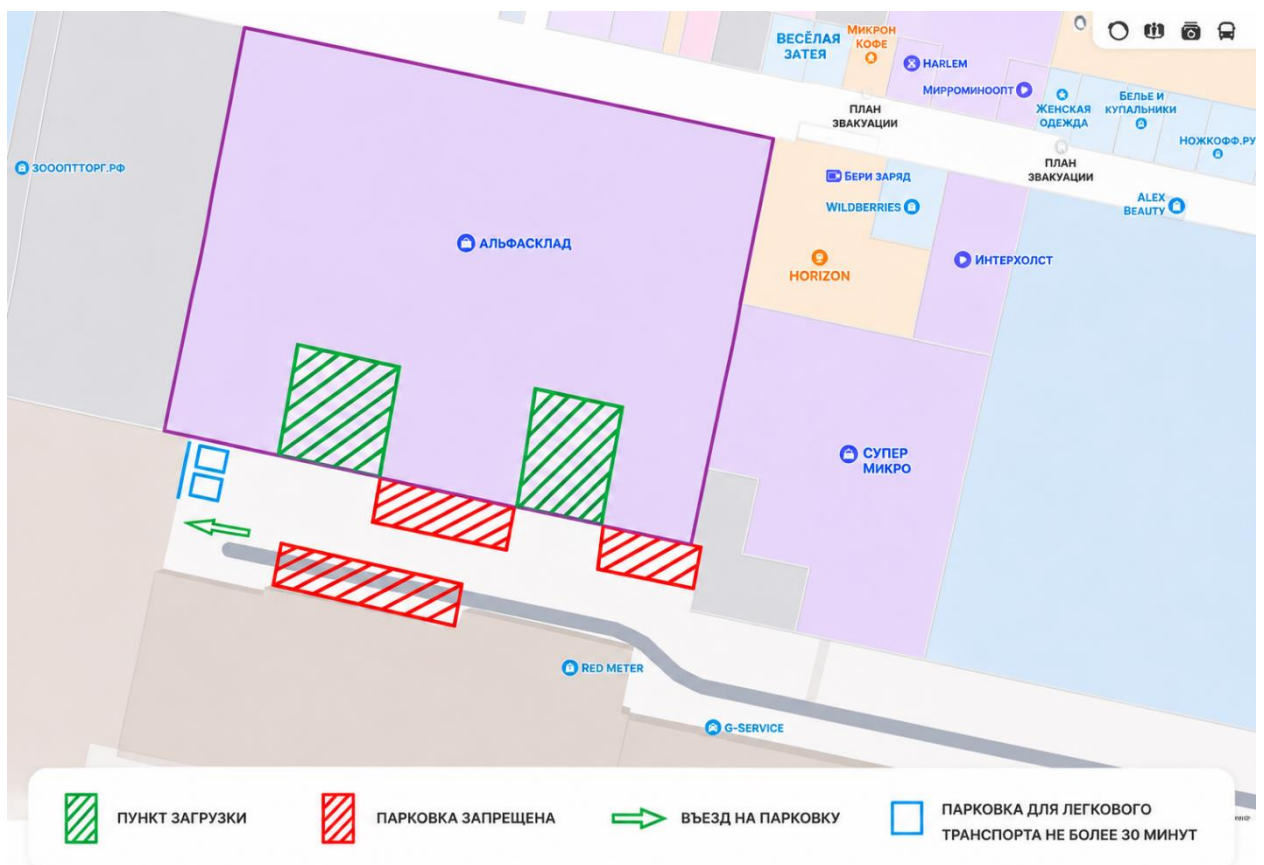 ВЕСЁЛАЯ
ЗАТЕЯ
МИКРОН
КОФЕ
HARLEM
МИРРОМИНООПТ
ПЛАН
ЭВАКУАЦИИ
ЖЕНСКАЯ
ОДЕЖДА
БЕЛЬЕ И
КУПАЛЬНИКИ
НОЖКОФФ.РУ
ПЛАН
ЭВАКУАЦИИ
ЗОООПТТОРГ.РФ
БЕРИ ЗАРЯД
WILDBERRIES
ALEX
BEAUTY
АЛЬФАСКЛАД
HORIZON
ИНТЕРХОЛСТ
СУПЕР
МИКРО
RED METER
G-SERVICE
ПУНКТ ЗАГРУЗКИ
ПАРКОВКА ЗАПРЕЩЕНА
ВЪЕЗД НА ПАРКОВКУ
ПАРКОВКА ДЛЯ ЛЕГКОВОГО
ТРАНСПОРТА НЕ БОЛЕЕ 30 МИНУТ